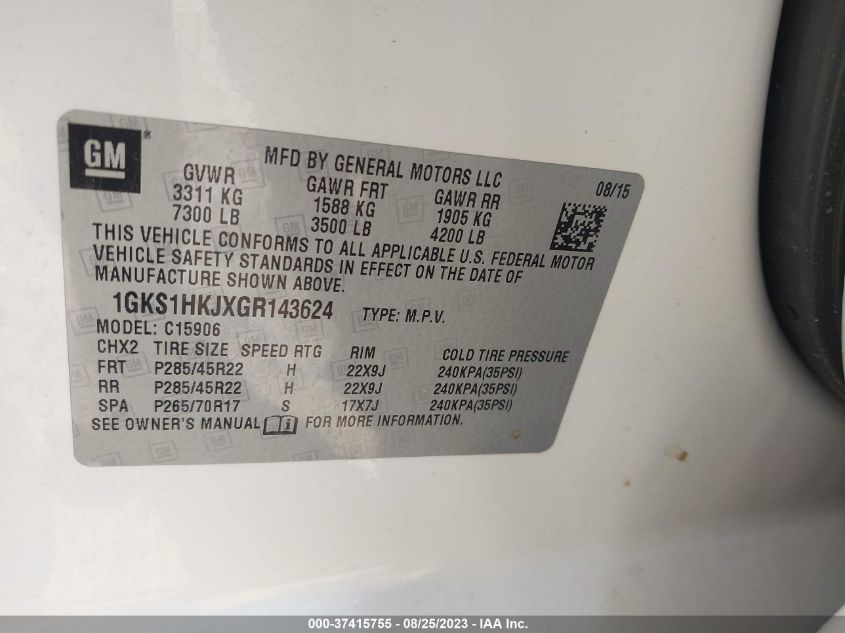 GM®
MFD BY GENERAL MOTORS LLC
08/15
GVWR GAWR FRT GAWR RR
3311 KG 1588 KG 1905 KG
7300 LB 3500 LB 4200 LB
THIS VEHICLE CONFORMS TO ALL APPLICABLE U.S. FEDERAL MOTOR
VEHICLE SAFETY STANDARDS IN EFFECT ON THE DATE OF
MANUFACTURE SHOWN ABOVE.
1GKS1HKJXGR143624 TYPE: M.P.V.
MODEL: C15906
CHX2 TIRE SIZE SPEED RTG RIM COLD TIRE PRESSURE
FRT P285/45R22 H 22X9J 240KPA(35PSI)
RR P285/45R22 H 22X9J 240KPA(35PSI)
SPA P265/70R17 S 17X7J 240KPA(35PSI)
SEE OWNER'S MANUAL i FOR MORE INFORMATION.
000-37415755 - 08/25/2023 - IAA Inc.